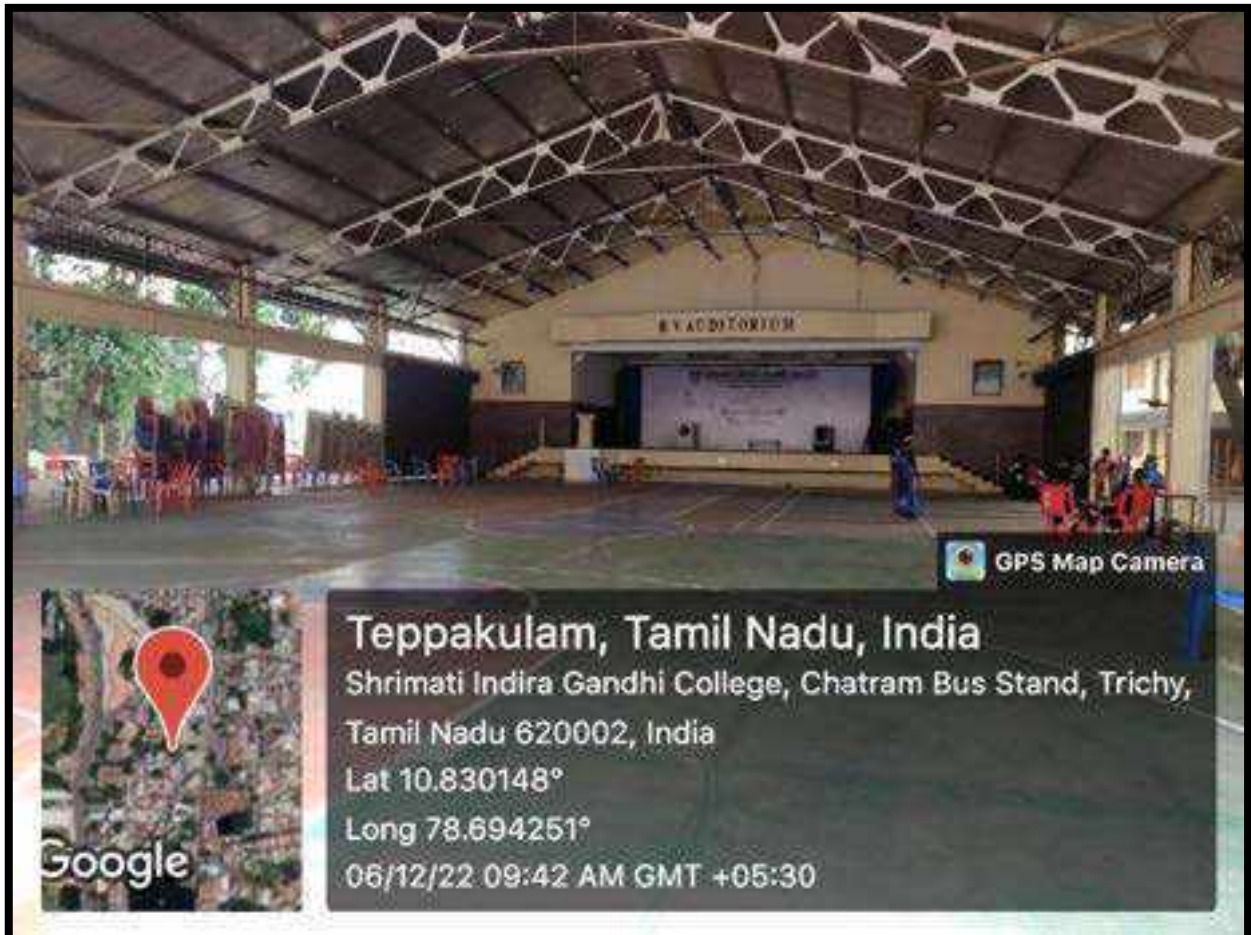 R V AUDITORIUM
GPS Map Camera
Teppakulam, Tamil Nadu, India
Shrimati Indira Gandhi College, Chatram Bus Stand, Trichy,
Tamil Nadu 620002, India
Lat 10.830148°
Long 78.694251°
06/12/22 09:42 AM GMT +05:30
Google